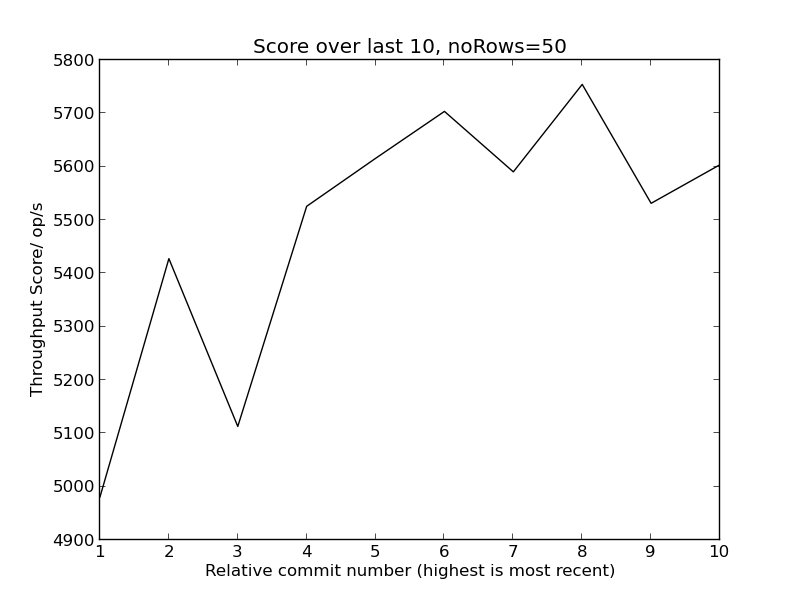 Score over last 10, noRows=50
5800
5700
5600
5500
5400
5300
5200
5100
5000
4900
Throughput Score/ op/s
1 2 3 4 5 6 7 8 9 10
Relative commit number (highest is most recent)